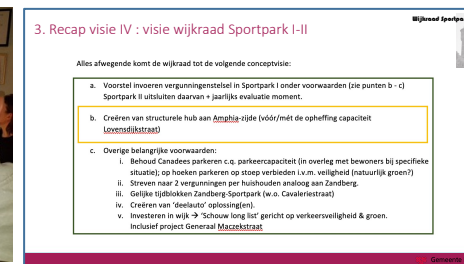 Wijkraad Sportpa
3. Recap visie IV : visie wijkraad Sportpark I-II
Alles afwegende komt de wijkraad tot de volgende conceptvisie:
a. Voorstel invoeren vergunningenstelsel in Sportpark I onder voorwaarden (zie punten b - c)
Sportpark II uitsluiten daarvan + jaarlijks evaluatie moment.
b. Creëren van structurele hub aan Amphia-zijde (vóór/mét de opheffing capaciteit
Lovensdijkstraat)
c. Overige belangrijke voorwaarden:
i. Behoud Canadees parkeren c.q. parkeercapaciteit (in overleg met bewoners bij specifieke
situatie); op hoeken parkeren op stoep verbieden i.v.m. veiligheid (natuurlijk groen?)
ii. Streven naar 2 vergunningen per huishouden analoog aan Zandberg.
iii. Gelijke tijdblokken Zandberg-Sportpark (w.o. Cavaleriestraat)
iv. Creëren van 'deelauto' oplossing(en).
v. Investeren in wijk → 'Schouw long list' gericht op verkeersveiligheid & groen.
Inclusief project Generaal Maczekstraat
Gemeente